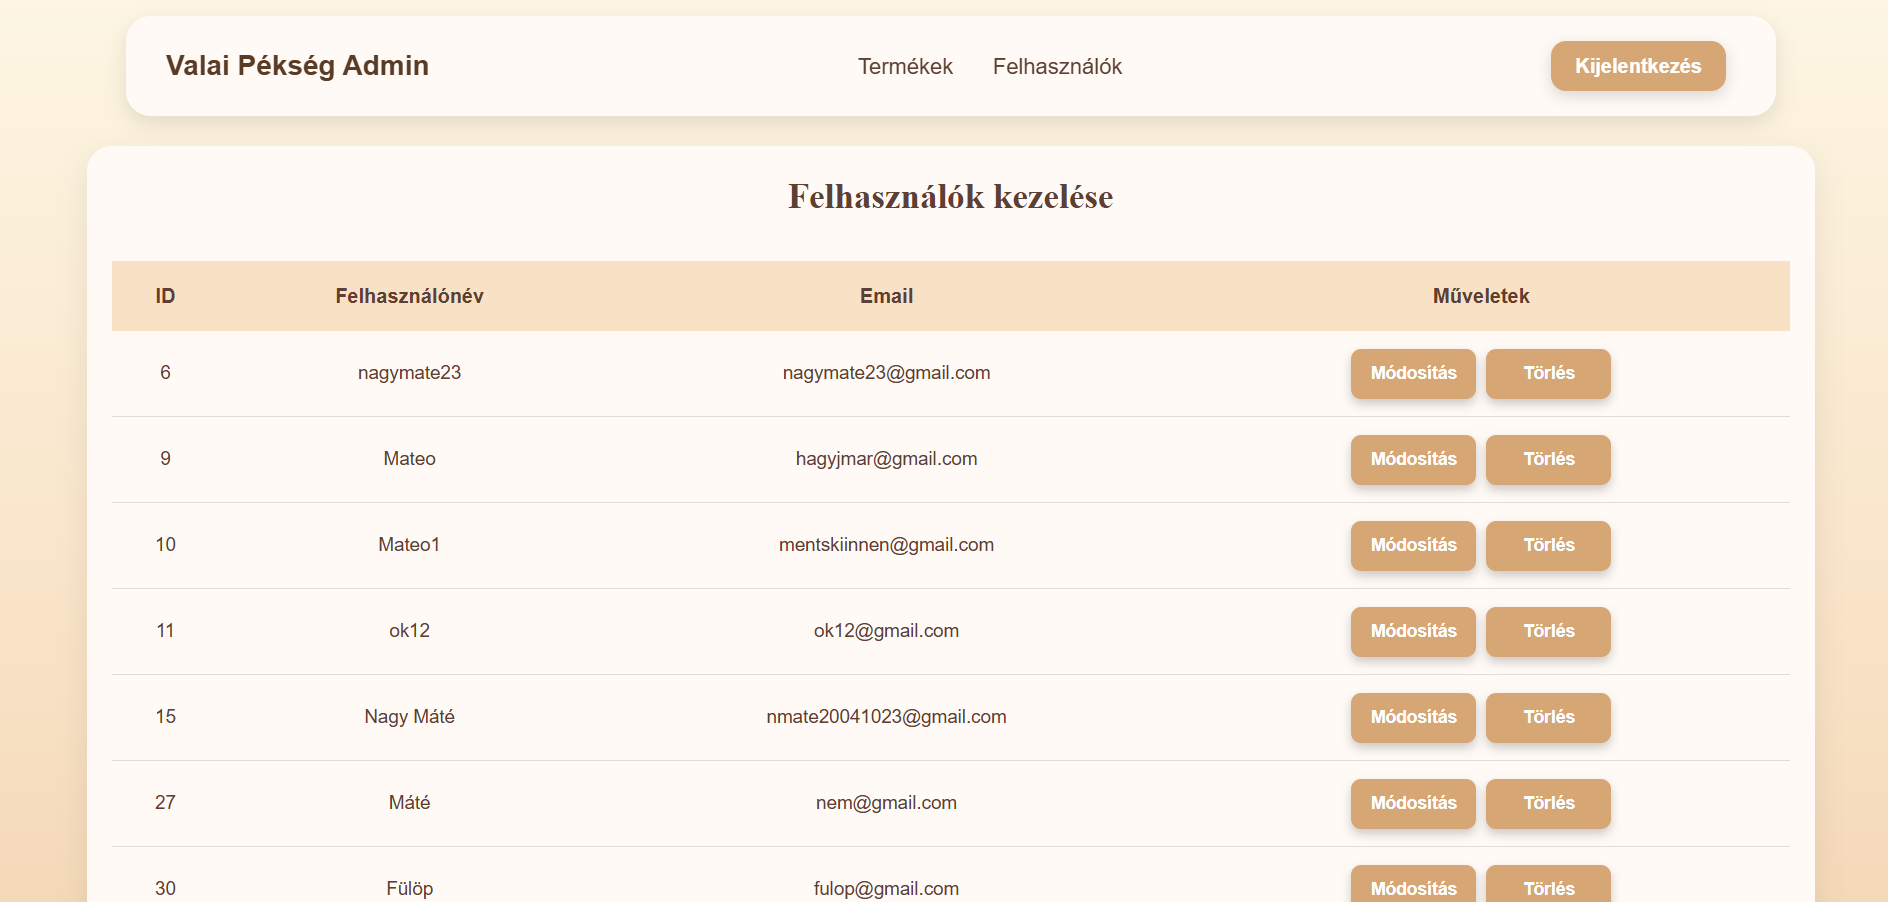 Valai Pékség Admin
Termékek Felhasználók
Kijelentkezés
Felhasználók kezelése
ID Felhasználónév Email Műveletek
6 nagymate23 nagymate23@gmail.com Módosítás Törlés
9 Mateo hagyjmar@gmail.com Módosítás Törlés
10 Mateo1 mentskiinnen@gmail.com Módosítás Törlés
11 ok12 ok12@gmail.com Módosítás Törlés
15 Nagy Máté nmate20041023@gmail.com Módosítás Törlés
27 Máté nem@gmail.com Módosítás Törlés
30 Fülöp fulop@gmail.com Módosítás Törlés